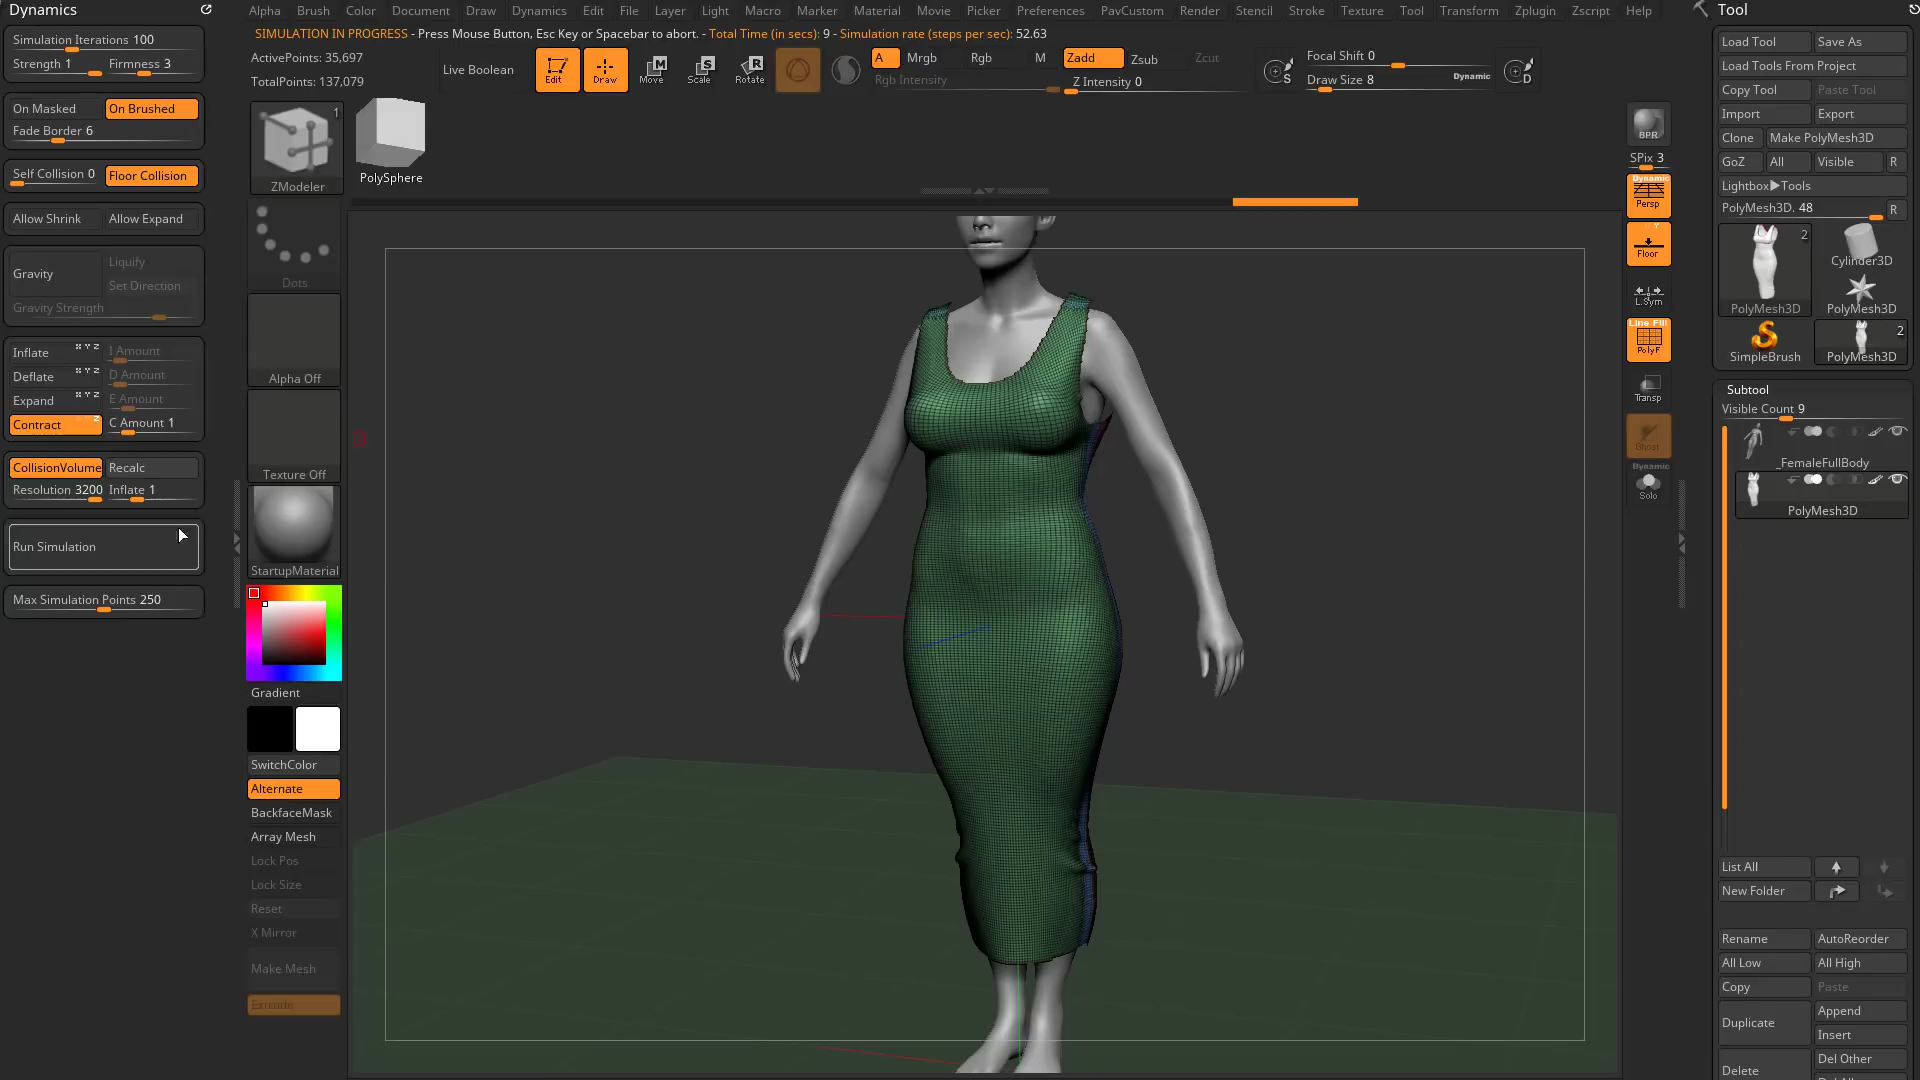 Dynamics
Alpha Brush Color Document Draw Dynamics Edit File Layer Light Macro Marker Material Movie Picker Preferences PavCustom Render Stencil Stroke Texture Tool Transform Zplugin Zscript Help
Tool
SIMULATION IN PROGRESS - Press Mouse Button, Esc Key or Spacebar to abort. - Total Time (in secs): 9 - Simulation rate (steps per sec): 52.63
Simulation Iterations 100
Strength 1 Firmness 3
On Masked On Brushed
Fade Border 6
Self Collision 0 Floor Collision
Allow Shrink Allow Expand
Gravity
Liquify
Set Direction
Gravity Strength
Inflate X Y Z I Amount
Deflate X Y Z D Amount
Expand X Y Z E Amount
Contract Z C Amount 1
CollisionVolume Recalc
Resolution 3200 Inflate 1
Run Simulation
Max Simulation Points 250
ActivePoints: 35,697
TotalPoints: 137,079
Live Boolean
Edit
Draw
M
Move
S
Scale
R
Rotate
A Mrgb Rgb M
Rgb Intensity
Zadd Zsub Zcut
Z Intensity 0
S
Focal Shift 0
Draw Size 8 Dynamic
D
1
ZModeler
PolySphere
Dots
Alpha Off
Texture Off
StartupMaterial
Gradient
SwitchColor
Alternate
BackfaceMask
Array Mesh
Lock Pos
Lock Size
Reset
X Mirror
Make Mesh
Extrude
BPR
SPix 3
Dynamic
Persp
Floor
L.Sym
Line Fill
PolyF
Transp
Ghost
Dynamic
Solo
Load Tool Save As
Load Tools From Project
Copy Tool Paste Tool
Import Export
Clone Make PolyMesh3D
GoZ All Visible R
Lightbox▶Tools
PolyMesh3D. 48 R
2
Cylinder3D
PolyMesh3D PolyMesh3D
2
SimpleBrush PolyMesh3D
Subtool
Visible Count 9
_FemaleFullBody
PolyMesh3D
List All
New Folder
Rename AutoReorder
All Low All High
Copy Paste
Duplicate
Append
Insert
Delete
Del Other